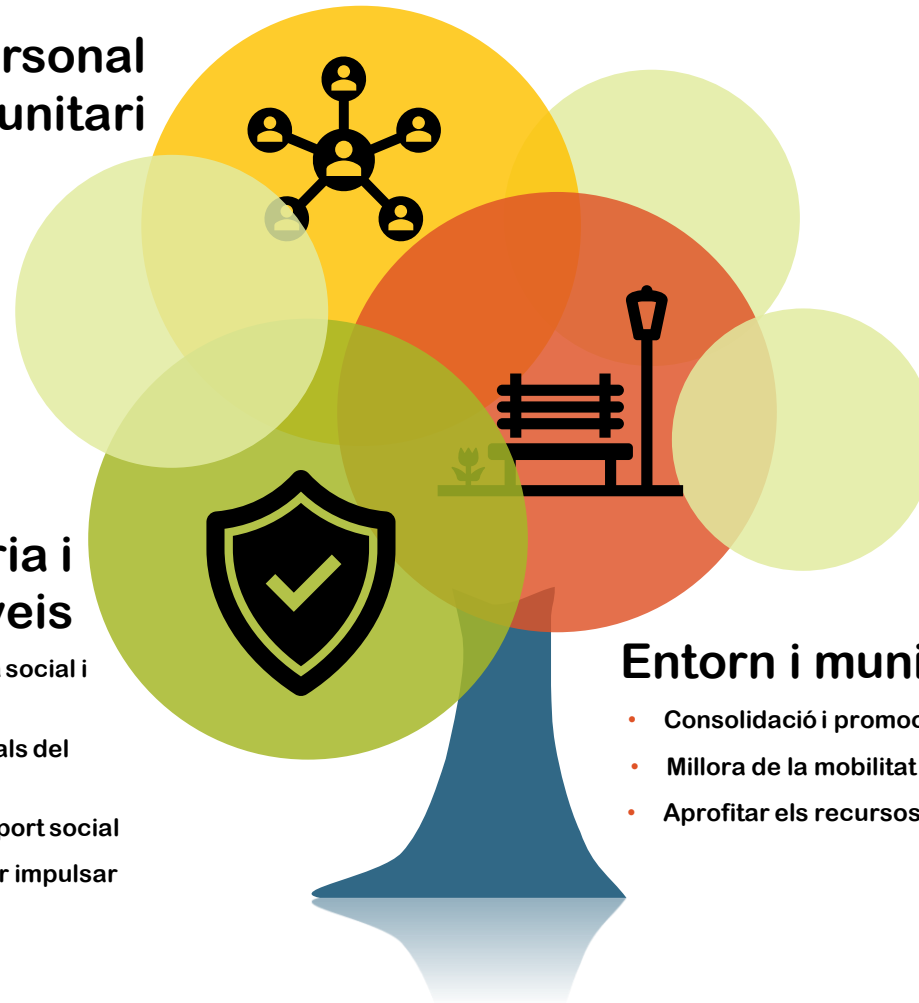 rsonal
unitari
ria i
veis
social i
als del
port social
r impulsar
Entorn i muni
• Consolidació i promoc
• Millora de la mobilitat
• Aprofitar els recursos